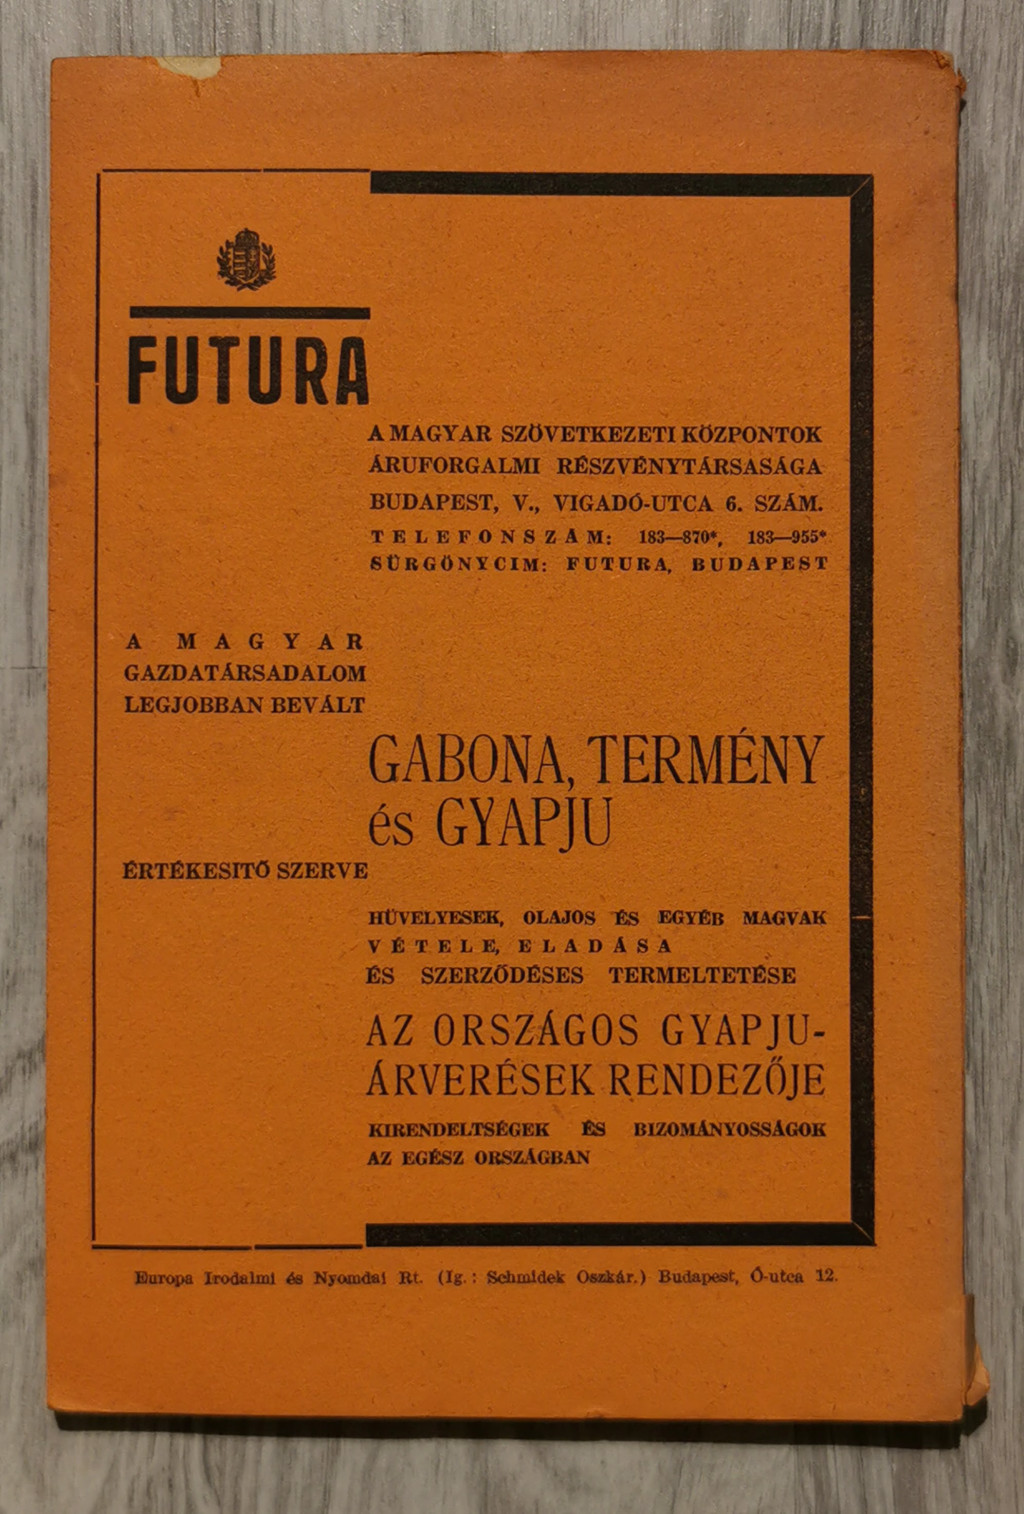 FUTURA
A MAGYAR SZÖVETKEZETI KÖZPONTOK
ÁRUFORGALMI RÉSZVÉNYTÁRSASÁGA
BUDAPEST, V., VIGADÓ-UTCA 6. SZÁM.
TELEFONSZÁM: 183—870*, 183—955*
SÜRGÖNYCIM: FUTURA, BUDAPEST
A MAGYAR
GAZDATÁRSADALOM
LEGJOBBAN BEVÁLT
GABONA, TERMÉNY
és GYAPJU
ÉRTÉKESITŐ SZERVE
HÜVELYESEK, OLAJOS ÉS EGYÉB MAGVAK
VÉTELE, ELADÁSA
ÉS SZERZŐDÉSES TERMELTETÉSE
AZ ORSZÁGOS GYAPJU-
ÁRVERÉSEK RENDEZŐJE
KIRENDELTSÉGEK ÉS BIZOMÁNYOSSÁGOK
AZ EGÉSZ ORSZÁGBAN
Europa Irodalmi és Nyomdai Rt. (Ig.: Schmidek Oszkár.) Budapest, Ó-utca 12.